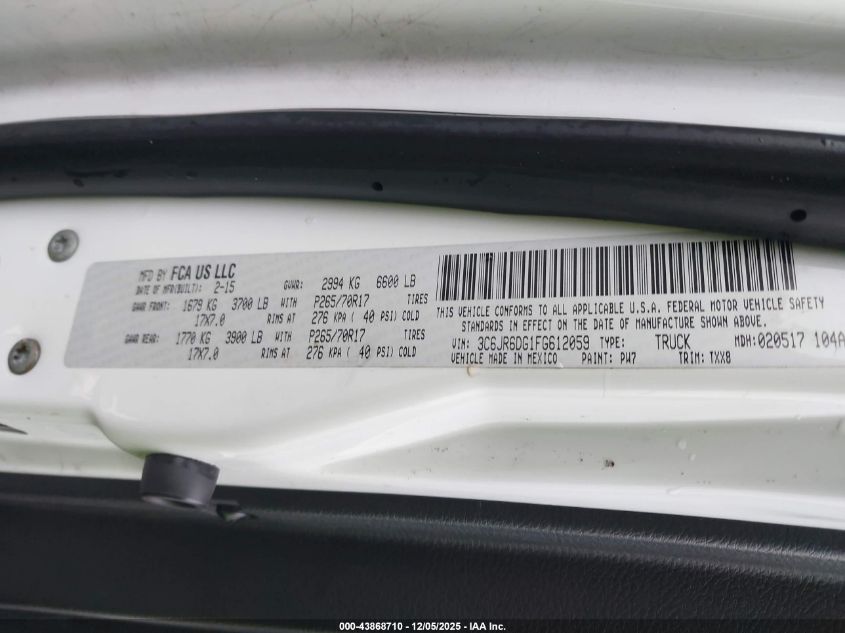 MFD BY FCA US LLC
DATE OF MFD(BUILT): 2-15 GVWR: 2994 KG 6600 LB
GAWR FRONT: 1679 KG 3700 LB WITH P265/70R17 TIRES
17X7.0 RIMS AT 276 KPA ( 40 PSI) COLD
GAWR REAR: 1770 KG 3900 LB WITH P265/70R17 TIRES
17X7.0 RIMS AT 276 KPA ( 40 PSI) COLD
THIS VEHICLE CONFORMS TO ALL APPLICABLE U.S.A. FEDERAL MOTOR VEHICLE SAFETY
STANDARDS IN EFFECT ON THE DATE OF MANUFACTURE SHOWN ABOVE.
VIN: 3C6JR6DG1FG612059 TYPE: TRUCK MDH: 020517 104A
VEHICLE MADE IN MEXICO PAINT: PW7 TRIM: TXX8
000-43868710 - 12/05/2025 - IAA Inc.